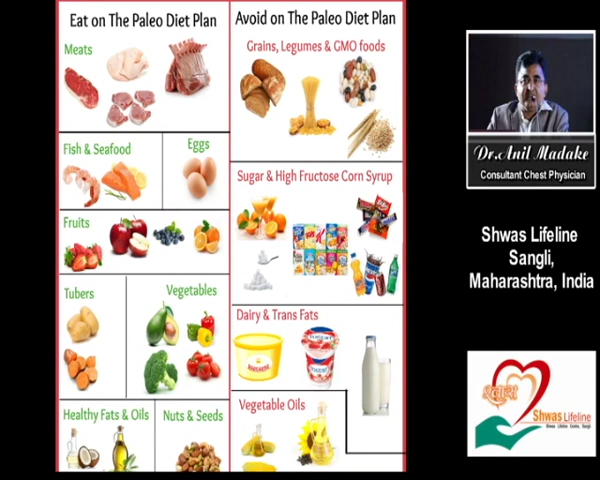 Eat on The Paleo Diet Plan
Avoid on The Paleo Diet Plan
Meats
Grains, Legumes & GMO foods
Fish & Seafood
Eggs
Sugar & High Fructose Corn Syrup
Fruits
Tubers
Vegetables
Dairy & Trans Fats
Healthy Fats & Oils
Nuts & Seeds
Vegetable Oils
Dr.Anil Madake
Consultant Chest Physician
Shwas Lifeline
Sangli,
Maharashtra, India
श्वास
Shwas Lifeline